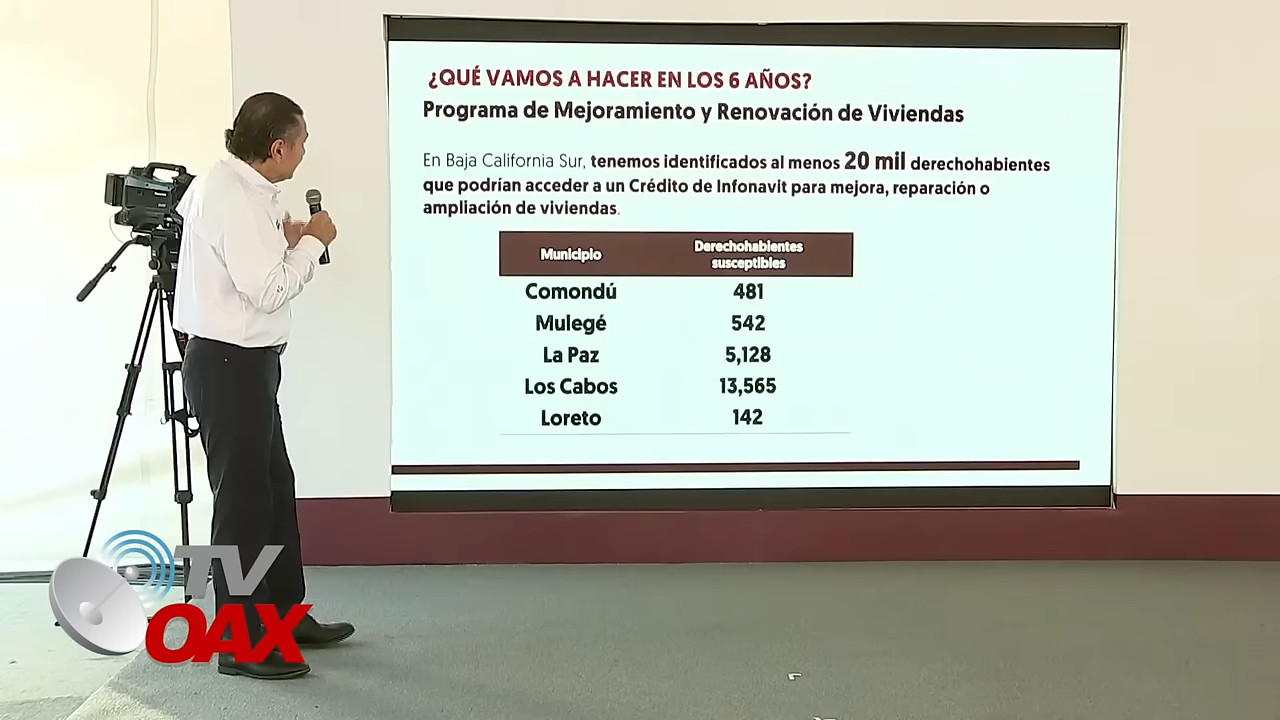 ¿QUÉ VAMOS A HACER EN LOS 6 AÑOS?
Programa de Mejoramiento y Renovación de Viviendas
En Baja California Sur, tenemos identificados al menos 20 mil derechohabientes
que podrían acceder a un Crédito de Infonavit para mejora, reparación o
ampliación de viviendas.
Municipio Derechohabientes
susceptibles
Comondú 481
Mulegé 542
La Paz 5,128
Los Cabos 13,565
Loreto 142
TV
OAX